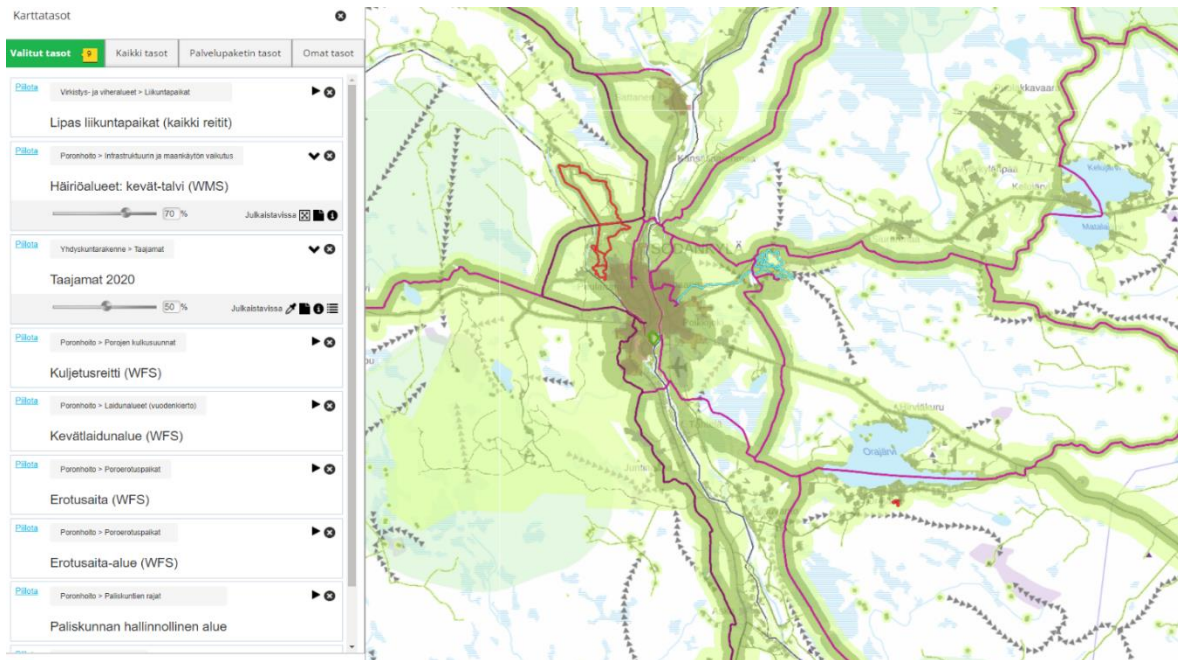 Karttatasot
Valitut tasot 9
Kaikki tasot
Palvelupaketin tasot
Omat tasot
Piilota
Virkistys- ja viheralueet > Liikuntapaikat
Lipas liikuntapaikat (kaikki reitit)
Piilota
Poronhoito > Infrastruktuurin ja maankäytön vaikutus
Häiriöalueet: kevät-talvi (WMS)
70 %
Julkaistavissa
Piilota
Yhdyskuntarakenne > Taajamat
Taajamat 2020
50 %
Julkaistavissa
Piilota
Poronhoito > Porojen kulkusuunnat
Kuljetusreitti (WFS)
Piilota
Poronhoito > Laidunalueet (vuodenkierto)
Kevätlaidunalue (WFS)
Piilota
Poronhoito > Poroerotuspaikat
Erotusaita (WFS)
Piilota
Poronhoito > Poroerotuspaikat
Erotusaita-alue (WFS)
Piilota
Poronhoito > Paliskuntien rajat
Paliskunnan hallinnollinen alue
SODANKYLÄ
Kelujärvi
Matalai
Orajärvi